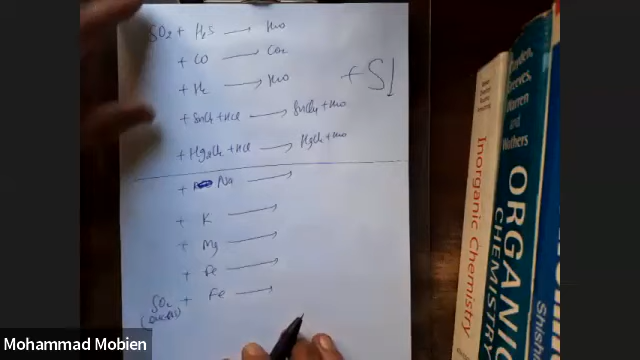 SO2 + H2S → H2O
+ CO → CO2
+ H2 → H2O
+ S↓
+ SnCl2 + HCl → SnCl4 + H2O
+ Hg2Cl2 + HCl → HgCl2 + H2O
+ Na →
+ K →
+ Mg →
+ Fe →
SO2 + Fe →
Mohammad Mobien
Inorganic Chemistry
Greeves,
Warren
and
Wothers
ORGANIC
CHEMISTRY